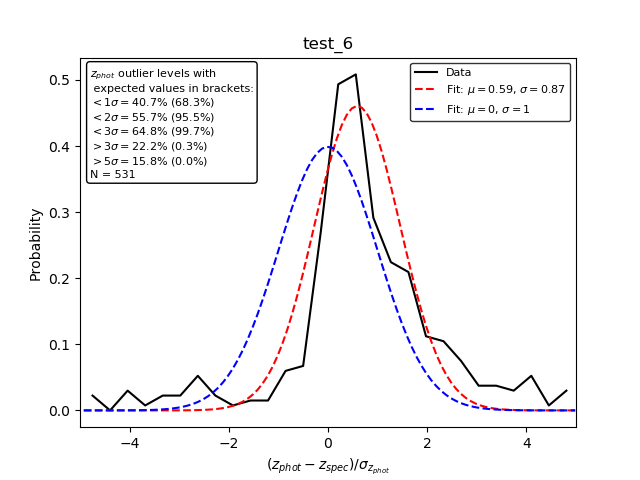 test_6
z_phot outlier levels with
expected values in brackets:
< 1σ = 40.7% (68.3%)
< 2σ = 55.7% (95.5%)
< 3σ = 64.8% (99.7%)
> 3σ = 22.2% (0.3%)
> 5σ = 15.8% (0.0%)
N = 531
Data
Fit: μ = 0.59, σ = 0.87
Fit: μ = 0, σ = 1
Probability
0.5
0.4
0.3
0.2
0.1
0.0
−4 −2 0 2 4
(z_phot − z_spec)/σ_z_phot